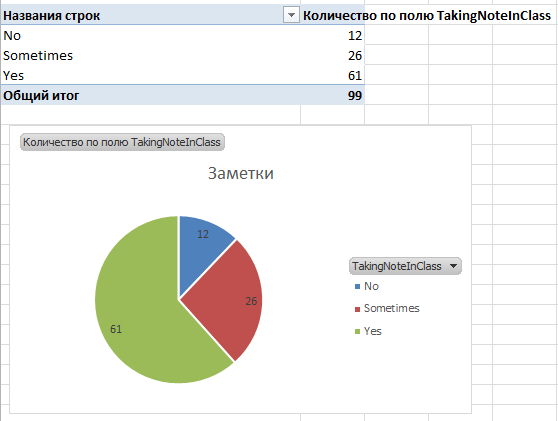 Названия строк Количество по полю TakingNoteInClass
No 12
Sometimes 26
Yes 61
Общий итог 99
Количество по полю TakingNoteInClass
Заметки
12
26
61
TakingNoteInClass
No
Sometimes
Yes